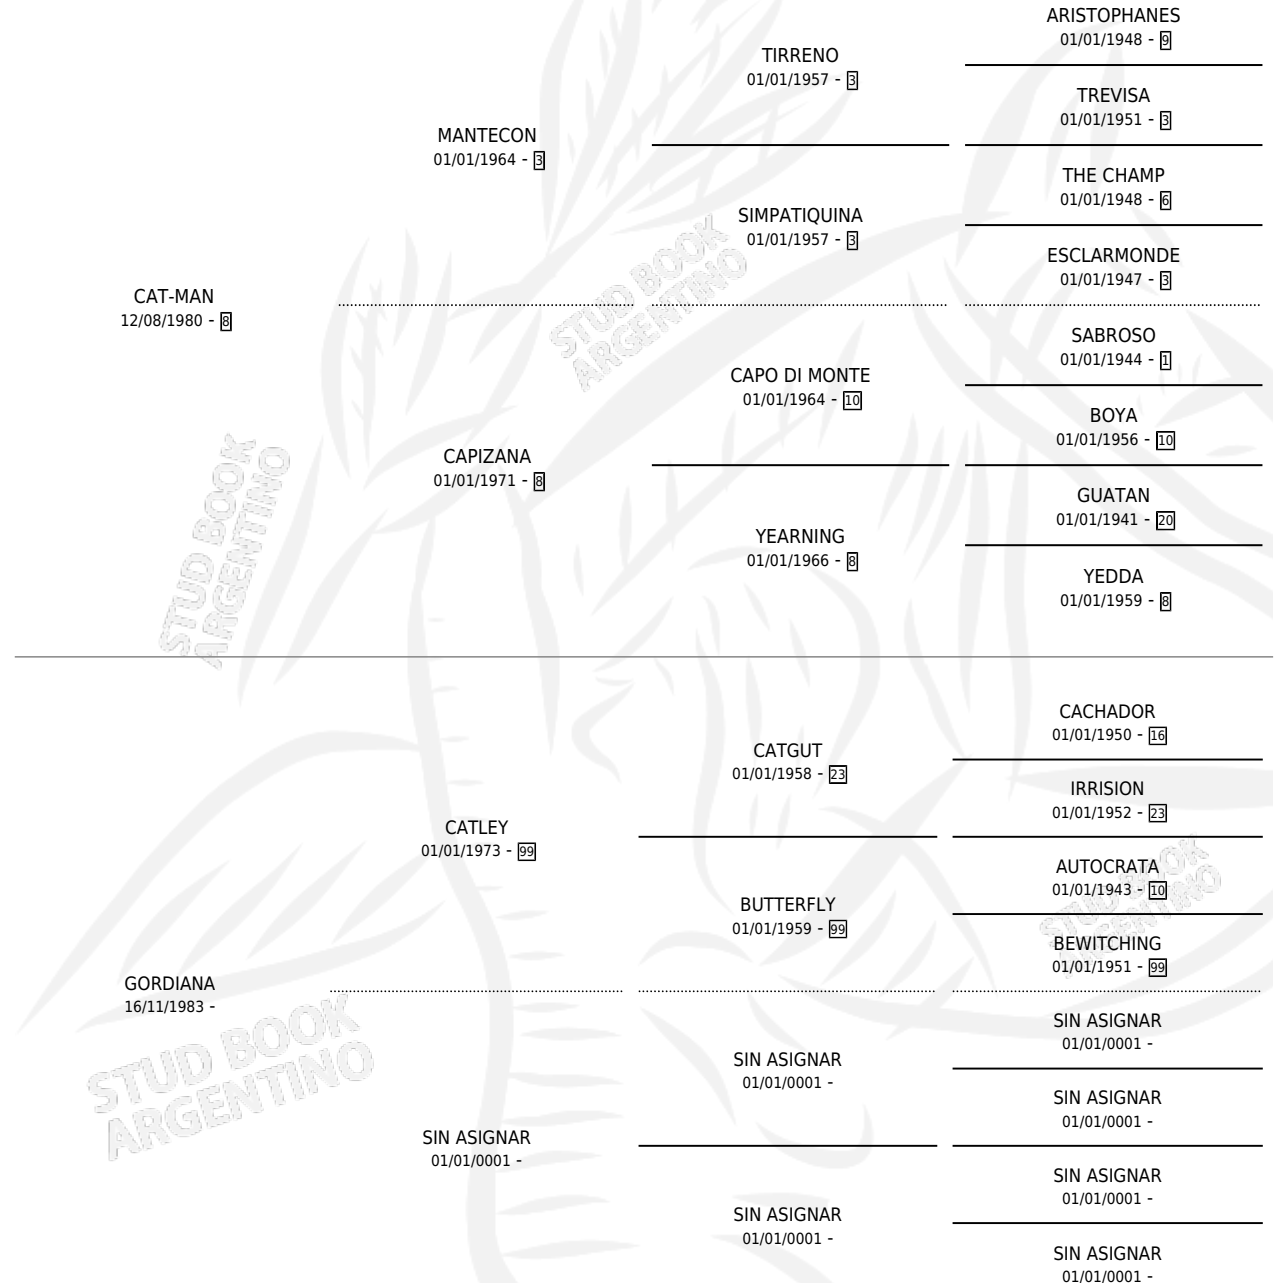 ARISTOPHANES
01/01/1948 - 9
TIRRENO
01/01/1957 - 3
TREVISA
01/01/1951 - 3
MANTECON
01/01/1964 - 3
THE CHAMP
01/01/1948 - 6
SIMPATIQUINA
01/01/1957 - 3
ESCLARMONDE
01/01/1947 - 3
CAT-MAN
12/08/1980 - 8
STUD BOOK
ARGENTINO
SABROSO
01/01/1944 - 1
CAPO DI MONTE
01/01/1964 - 10
BOYA
01/01/1956 - 10
CAPIZANA
01/01/1971 - 8
GUATAN
01/01/1941 - 20
YEARNING
01/01/1966 - 8
YEDDA
01/01/1959 - 8
STUD BOOK
ARGENTINO
CACHADOR
01/01/1950 - 16
CATGUT
01/01/1958 - 23
IRRISION
01/01/1952 - 23
CATLEY
01/01/1973 - 99
AUTOCRATA
01/01/1943 - 10
BUTTERFLY
01/01/1959 - 99
BEWITCHING
01/01/1951 - 99
STUD BOOK
ARGENTINO
GORDIANA
16/11/1983 -
SIN ASIGNAR
01/01/0001 -
SIN ASIGNAR
01/01/0001 -
SIN ASIGNAR
01/01/0001 -
STUD BOOK
ARGENTINO
SIN ASIGNAR
01/01/0001 -
SIN ASIGNAR
01/01/0001 -
SIN ASIGNAR
01/01/0001 -
SIN ASIGNAR
01/01/0001 -